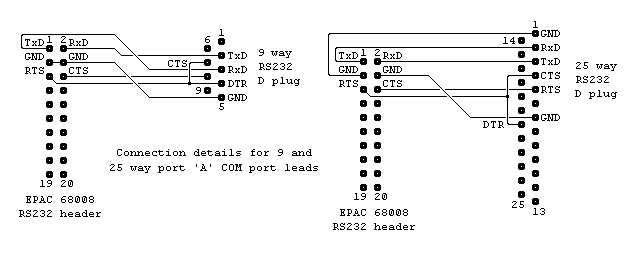 1
6
TxD 1 2 RxD
TxD 9 way
GND GND
CTS
RxD RS232
RTS CTS
DTR D plug
9
GND
5
Connection details for 9 and
25 way port 'A' COM port leads
19 20
EPAC 68008
RS232 header
1
GND
14
RxD
TxD 1 2 RxD
TxD
GND GND
CTS
25 way
RS232
D plug
RTS CTS
RTS
GND
DTR
19 20
25
13
EPAC 68008
RS232 header